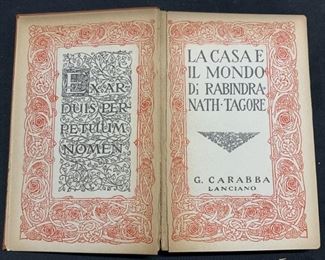 EX·AR
DUIS·PER
PETUUM
NOMEN
LA CASA E
IL MONDO
Di RABINDRA-
NATH·TAGORE
G. CARABBA
LANCIANO